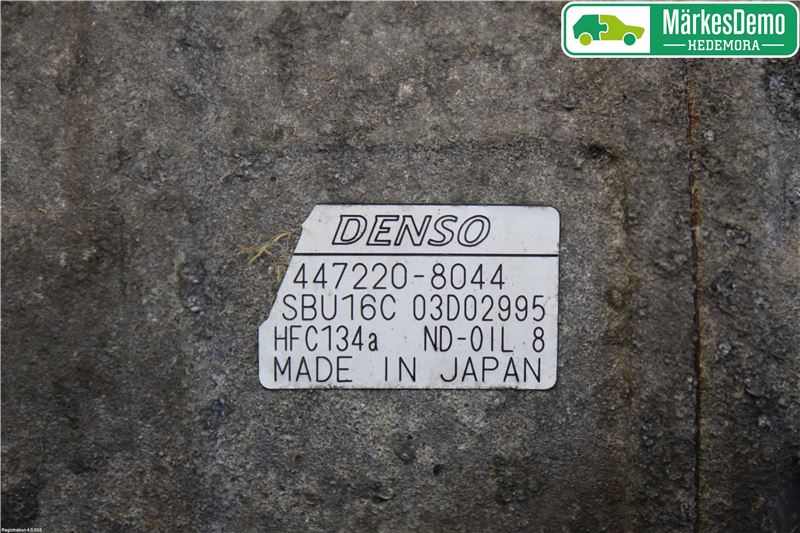 MärkesDemo
HEDEMORA
DENSO
447220-8044
SBU16C 03D02995
HFC134a ND-OIL 8
MADE IN JAPAN